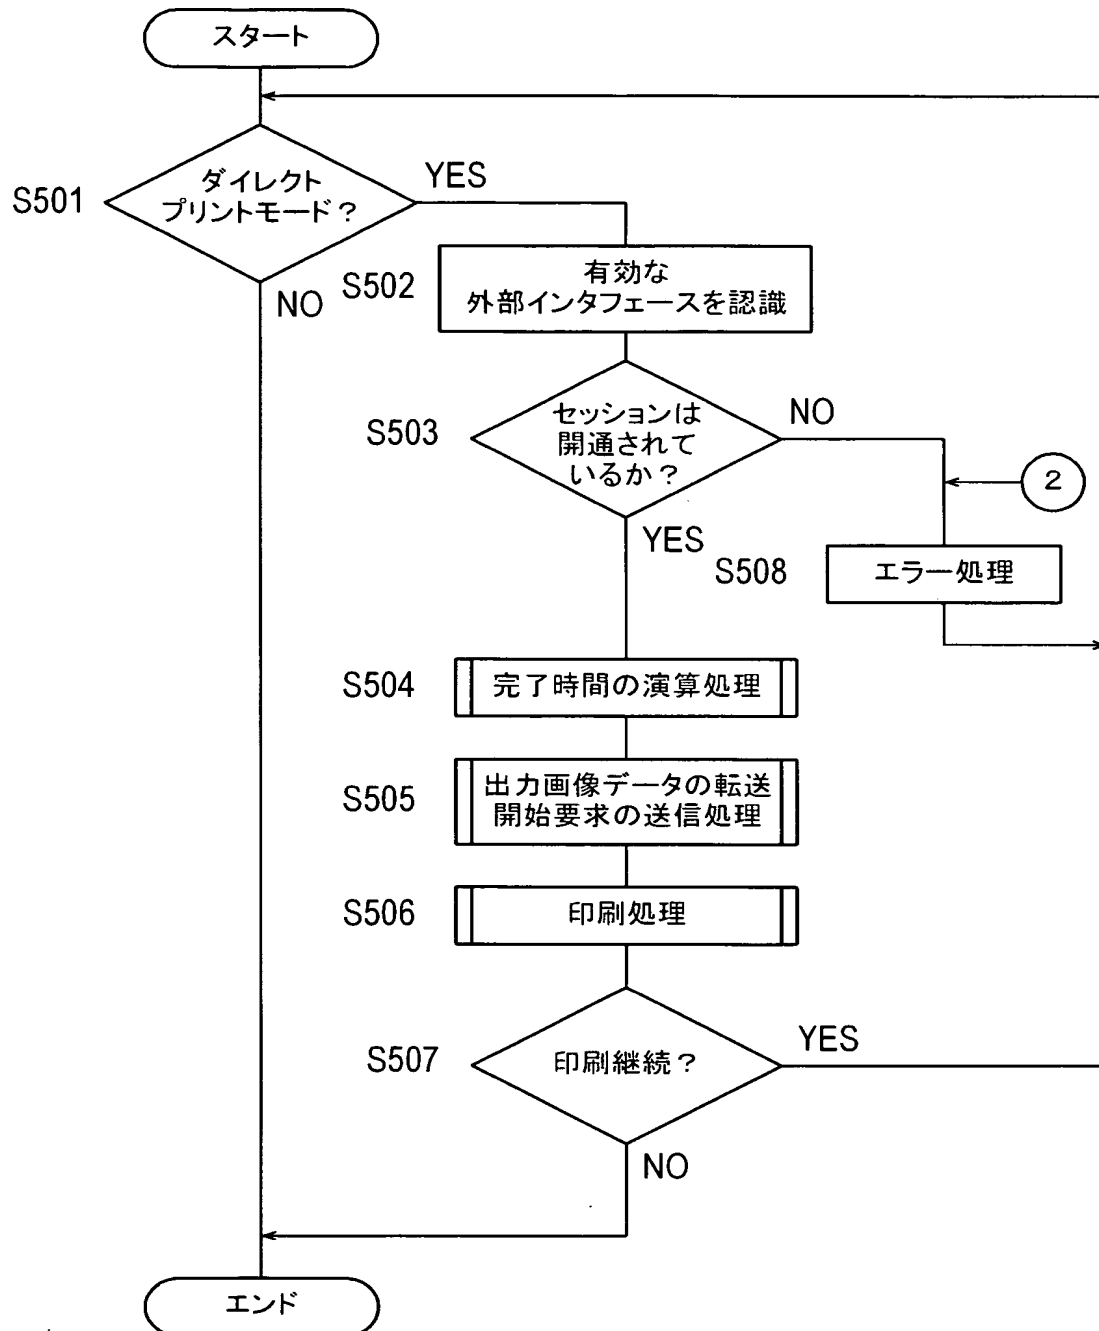 スタート
S501
ダイレクト
プリントモード?
YES
NO
S502
有効な
外部インタフェースを認識
S503
セッションは
開通されて
いるか?
NO
YES
2
S508
エラー処理
S504
完了時間の演算処理
S505
出力画像データの転送
開始要求の送信処理
S506
印刷処理
S507
印刷継続?
YES
NO
エンド